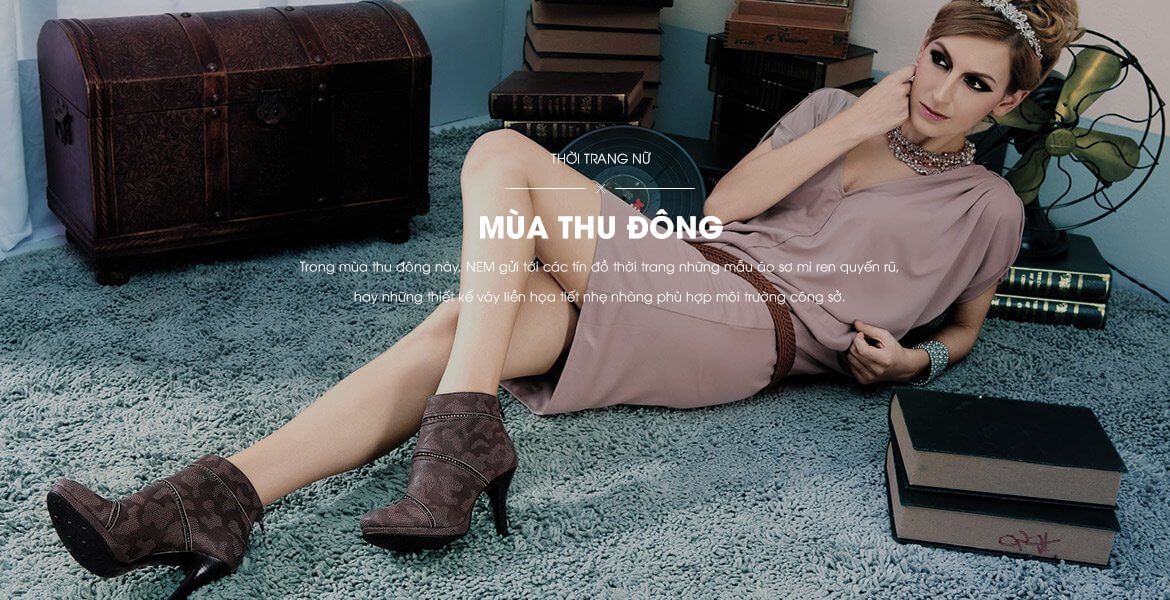 THỜI TRANG NỮ
MÙA THU ĐÔNG
Trong mùa thu đông này, NEM gửi tới các tín đồ thời trang những mẫu áo sơ mi ren quyến rũ,
hay những thiết kế váy liền họa tiết nhẹ nhàng phù hợp môi trường công sở.